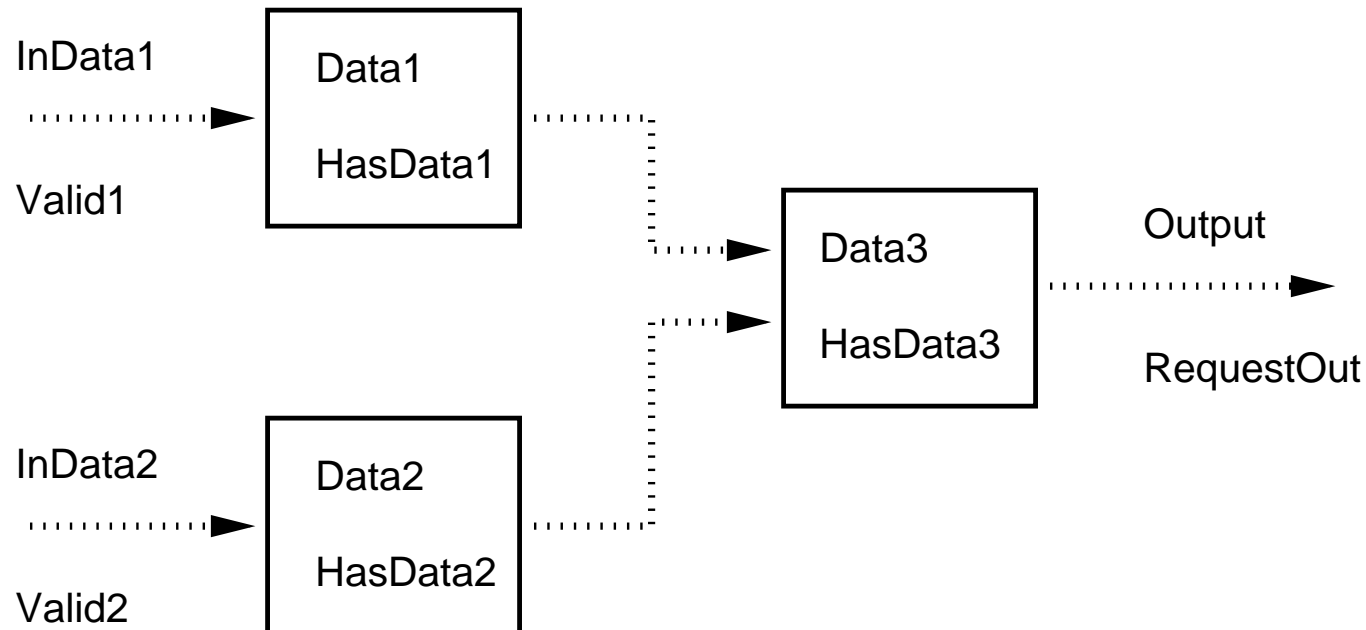 InData1
Valid1
Data1
HasData1
InData2
Valid2
Data2
HasData2
Data3
HasData3
Output
RequestOut